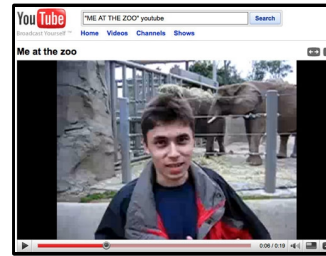 You Tube
Broadcast Yourself ™
"ME AT THE ZOO" youtube
Search
Home Videos Channels Shows
Me at the zoo
0:06 / 0:19